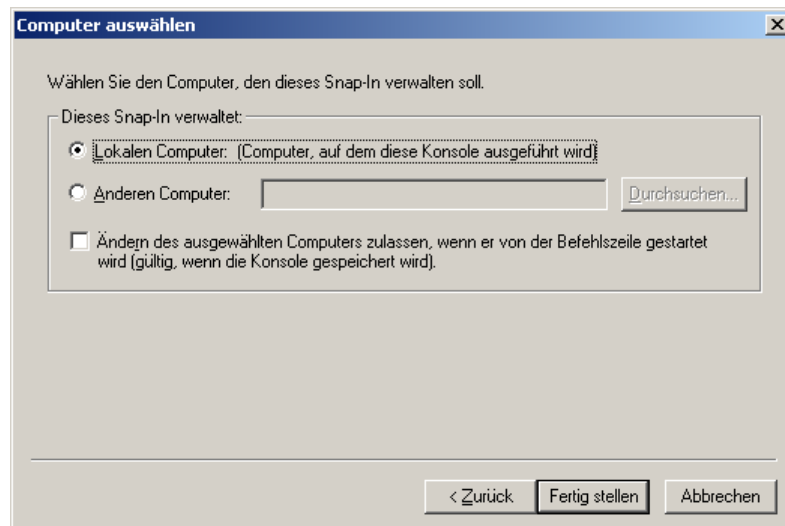 Computer auswählen
Wählen Sie den Computer, den dieses Snap-In verwalten soll.
Dieses Snap-In verwaltet:
Lokalen Computer: (Computer, auf dem diese Konsole ausgeführt wird)
Anderen Computer:
Durchsuchen...
Ändern des ausgewählten Computers zulassen, wenn er von der Befehlszeile gestartet
wird (gültig, wenn die Konsole gespeichert wird).
< Zurück Fertig stellen Abbrechen